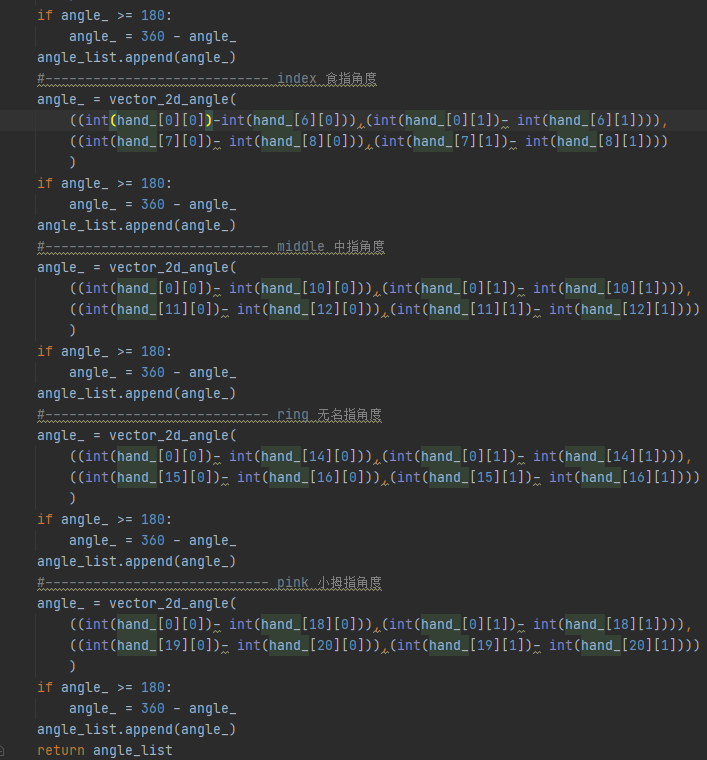 if angle_ >= 180:
    angle_ = 360 - angle_
angle_list.append(angle_)
#---------------------------- index 食指角度
angle_ = vector_2d_angle(
    ((int(hand_[0][0])-int(hand_[6][0])),(int(hand_[0][1])- int(hand_[6][1]))),
    ((int(hand_[7][0])- int(hand_[8][0])),(int(hand_[7][1])- int(hand_[8][1])))
    )
if angle_ >= 180:
    angle_ = 360 - angle_
angle_list.append(angle_)
#---------------------------- middle 中指角度
angle_ = vector_2d_angle(
    ((int(hand_[0][0])- int(hand_[10][0])),(int(hand_[0][1])- int(hand_[10][1]))),
    ((int(hand_[11][0])- int(hand_[12][0])),(int(hand_[11][1])- int(hand_[12][1])))
    )
if angle_ >= 180:
    angle_ = 360 - angle_
angle_list.append(angle_)
#---------------------------- ring 无名指角度
angle_ = vector_2d_angle(
    ((int(hand_[0][0])- int(hand_[14][0])),(int(hand_[0][1])- int(hand_[14][1]))),
    ((int(hand_[15][0])- int(hand_[16][0])),(int(hand_[15][1])- int(hand_[16][1])))
    )
if angle_ >= 180:
    angle_ = 360 - angle_
angle_list.append(angle_)
#---------------------------- pink 小拇指角度
angle_ = vector_2d_angle(
    ((int(hand_[0][0])- int(hand_[18][0])),(int(hand_[0][1])- int(hand_[18][1]))),
    ((int(hand_[19][0])- int(hand_[20][0])),(int(hand_[19][1])- int(hand_[20][1])))
    )
if angle_ >= 180:
    angle_ = 360 - angle_
angle_list.append(angle_)
return angle_list